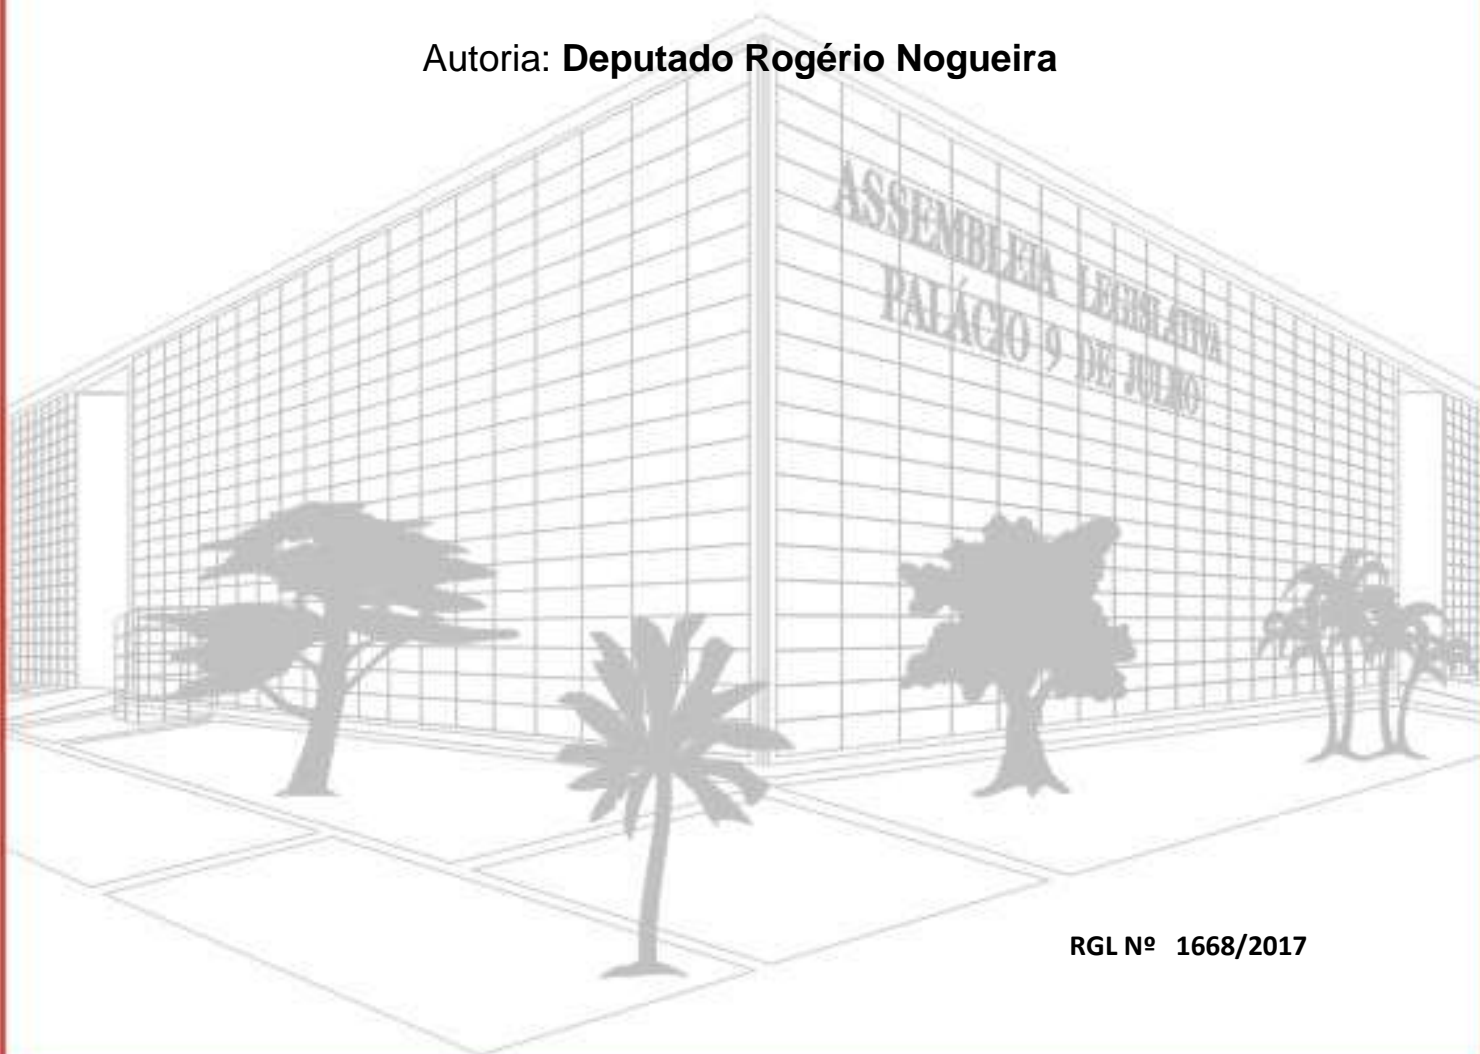 Autoria: Deputado Rogério Nogueira
ASSEMBLEIA LEGISLATIVA
PALÁCIO 9 DE JULHO
RGL Nº 1668/2017